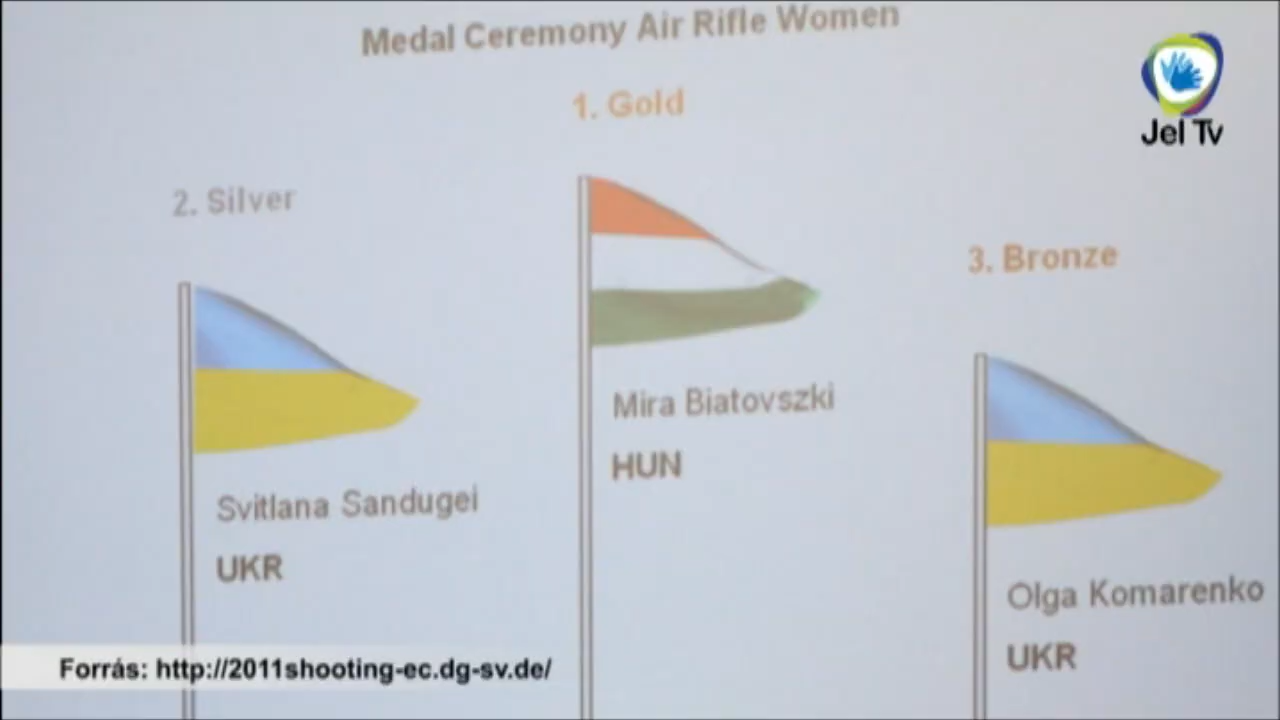 Medal Ceremony Air Rifle Women
1. Gold
2. Silver
3. Bronze
Mira Biatovszki
HUN
Svitlana Sandugei
UKR
Olga Komarenko
UKR
Jel Tv
Forrás: http://2011shooting-ec.dg-sv.de/